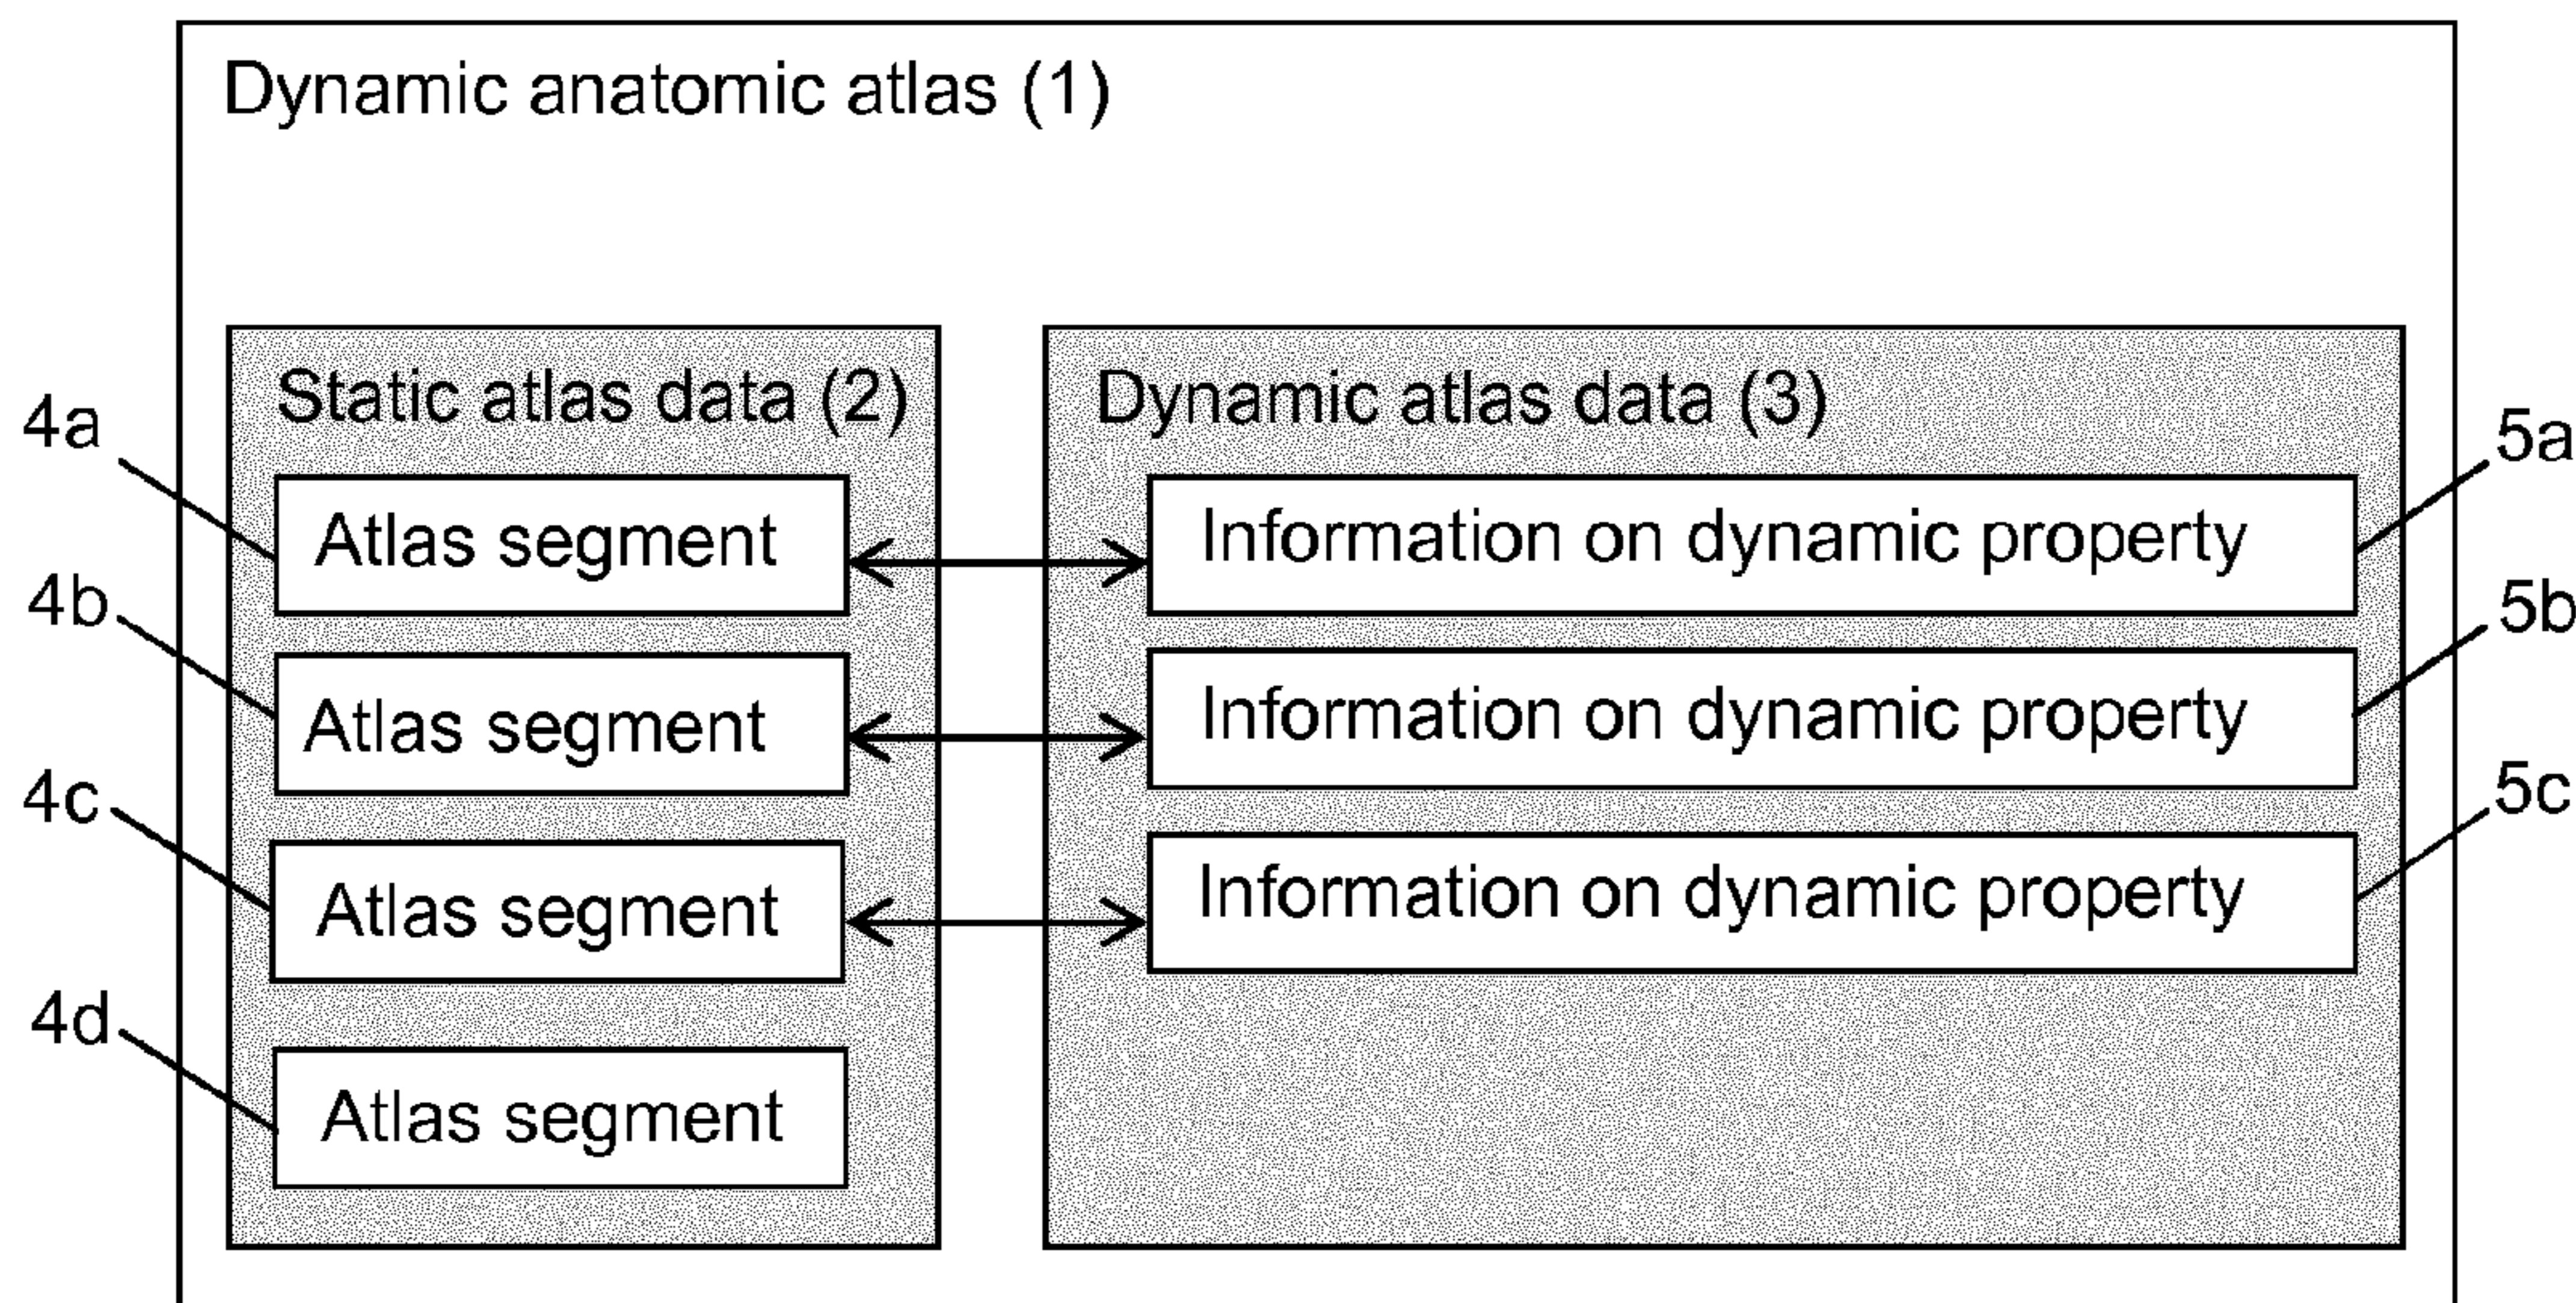 Dynamic anatomic atlas (1)
Static atlas data (2)
Dynamic atlas data (3)
4a
Atlas segment
Information on dynamic property
5a
4b
Atlas segment
Information on dynamic property
5b
4c
Atlas segment
Information on dynamic property
5c
4d
Atlas segment